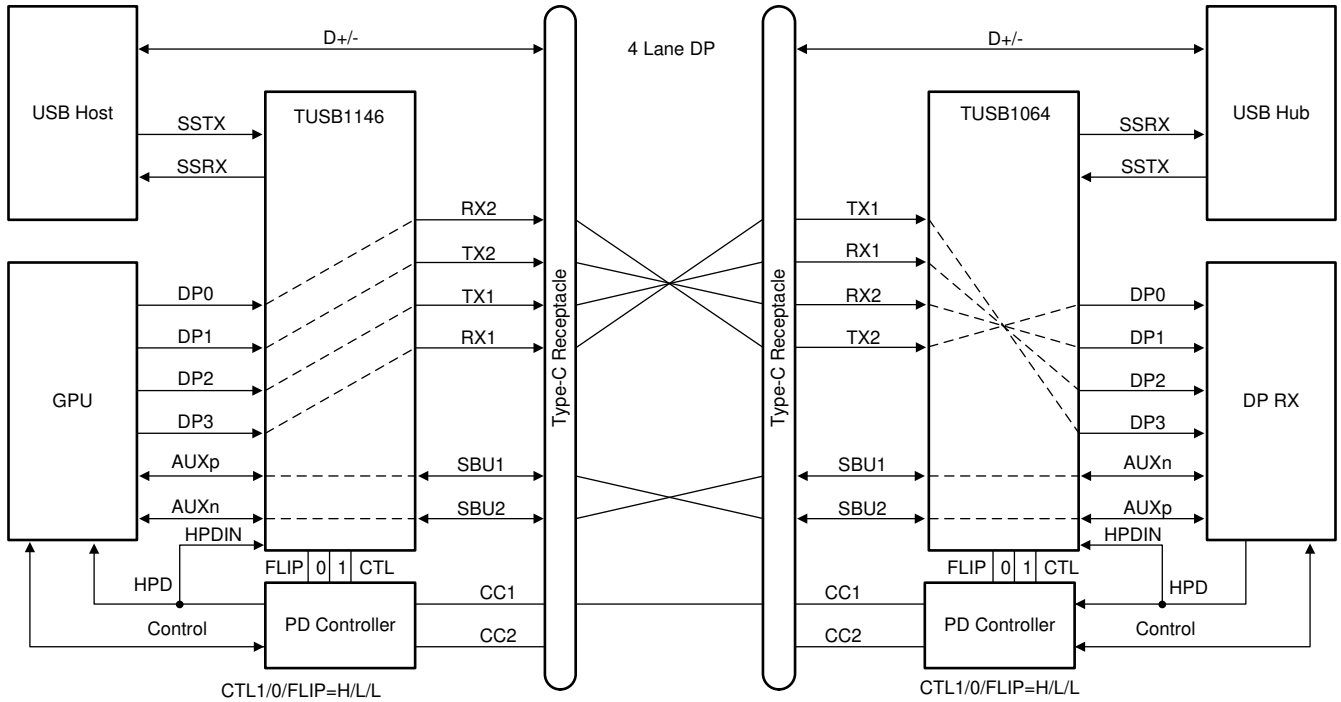 D+/-
4 Lane DP
D+/-
USB Host
TUSB1146
TUSB1064
USB Hub
SSTX
SSRX
SSRX
SSTX
RX2
TX2
TX1
RX1
TX1
RX1
RX2
TX2
Type-C Receptacle
Type-C Receptacle
GPU
DP0
DP1
DP2
DP3
AUXp
AUXn
HPDIN
SBU1
SBU2
SBU1
SBU2
DP0
DP1
DP2
DP3
AUXn
AUXp
HPDIN
DP RX
FLIP 0 1 CTL
FLIP 0 1 CTL
HPD
Control
PD Controller
CC1
CC2
CC1
CC2
PD Controller
HPD
Control
CTL1/0/FLIP=H/L/L
CTL1/0/FLIP=H/L/L